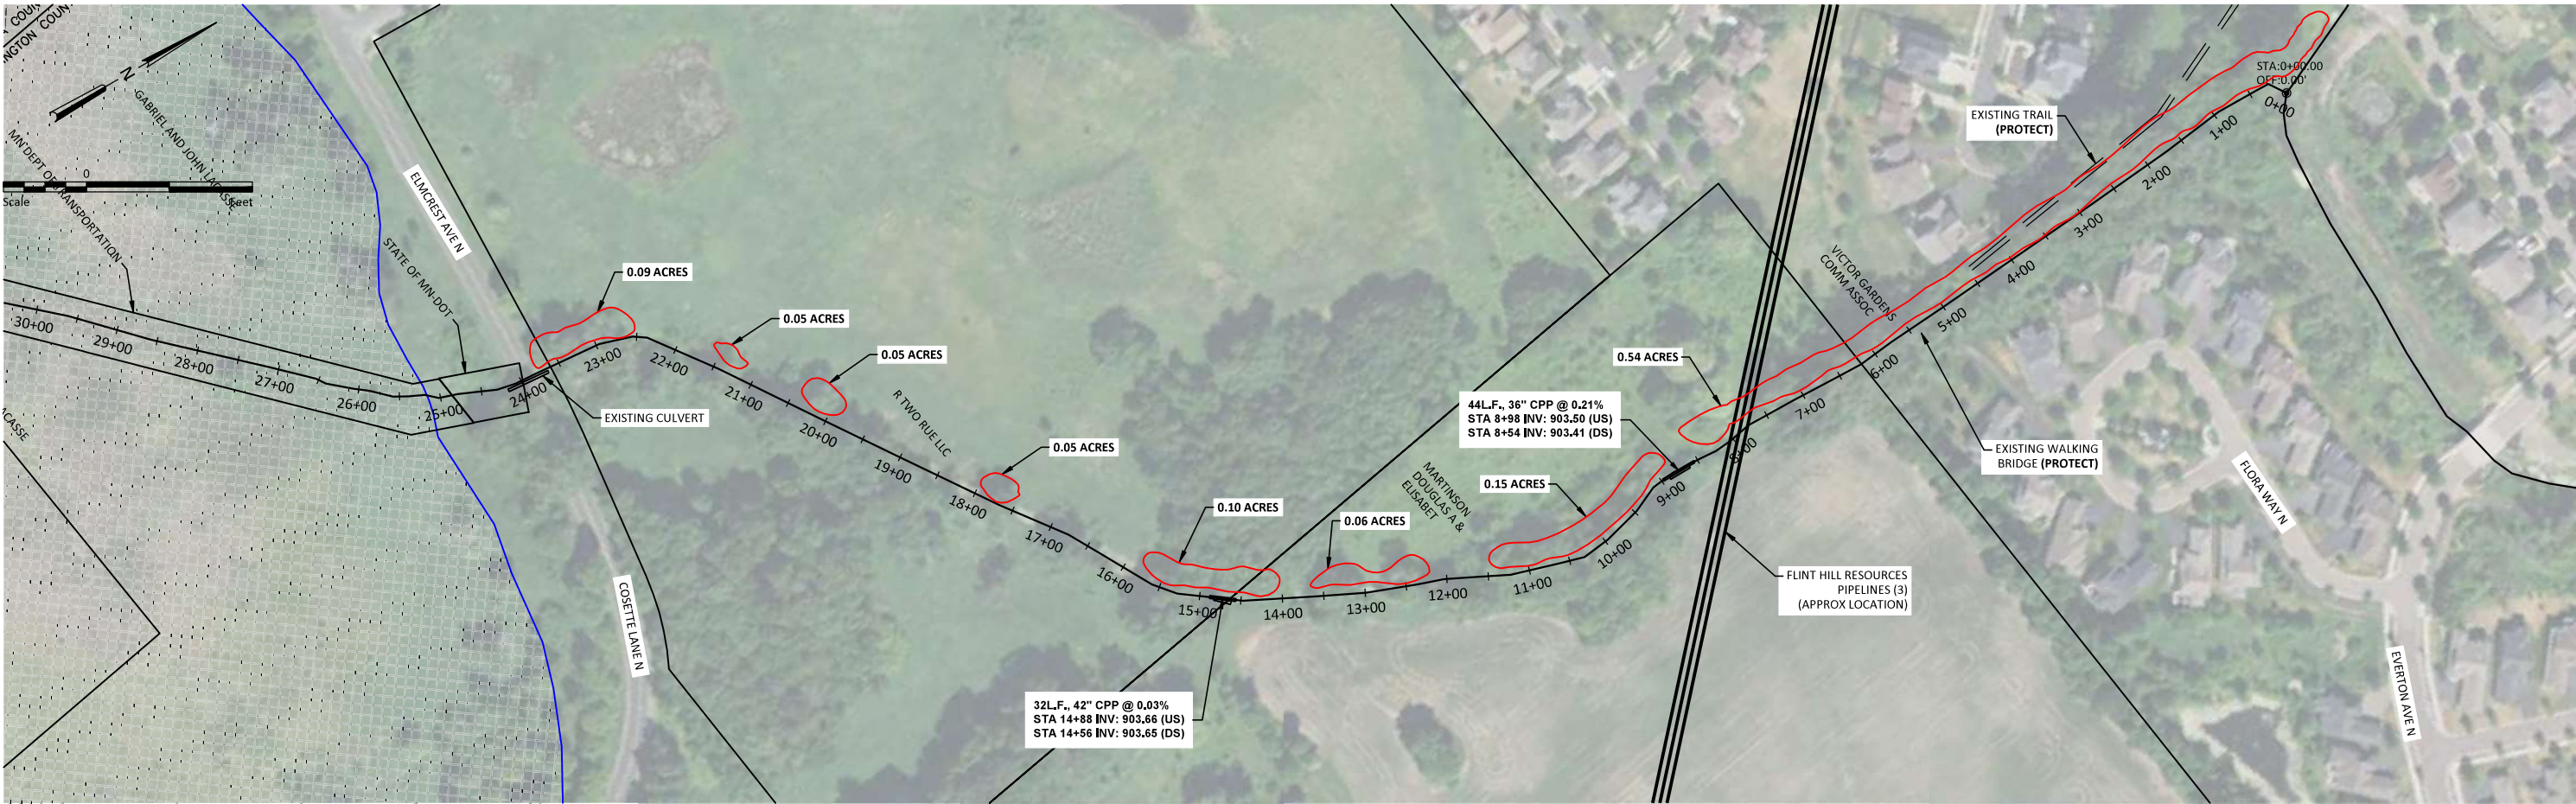 COUN
NGTON COUN
N
GABRIEL AND JOHN LACASSE
MN DEPT OF TRANSPORTATION
0
Scale
Feet
ACASSE
ELMCREST AVE N
STATE OF MN-DOT
EXISTING CULVERT
COSETTE LANE N
30+00
29+00
28+00
27+00
26+00
25+00
24+00
23+00
22+00
21+00
20+00
19+00
18+00
17+00
16+00
15+00
14+00
13+00
12+00
11+00
10+00
9+00
8+00
7+00
6+00
5+00
4+00
3+00
2+00
1+00
0+00
0.09 ACRES
0.05 ACRES
0.05 ACRES
R TWO RUE LLC
0.05 ACRES
0.10 ACRES
0.06 ACRES
32L.F., 42" CPP @ 0.03%
STA 14+88 INV: 903.66 (US)
STA 14+56 INV: 903.65 (DS)
MARTINSON
DOUGLAS A &
ELISABET
0.15 ACRES
44L.F., 36" CPP @ 0.21%
STA 8+98 INV: 903.50 (US)
STA 8+54 INV: 903.41 (DS)
0.54 ACRES
FLINT HILL RESOURCES
PIPELINES (3)
(APPROX LOCATION)
VICTOR GARDENS
COMM ASSOC
EXISTING WALKING
BRIDGE (PROTECT)
EXISTING TRAIL
(PROTECT)
STA:0+00.00
OFF:0.00'
FLORA WAY N
EVERTON AVE N